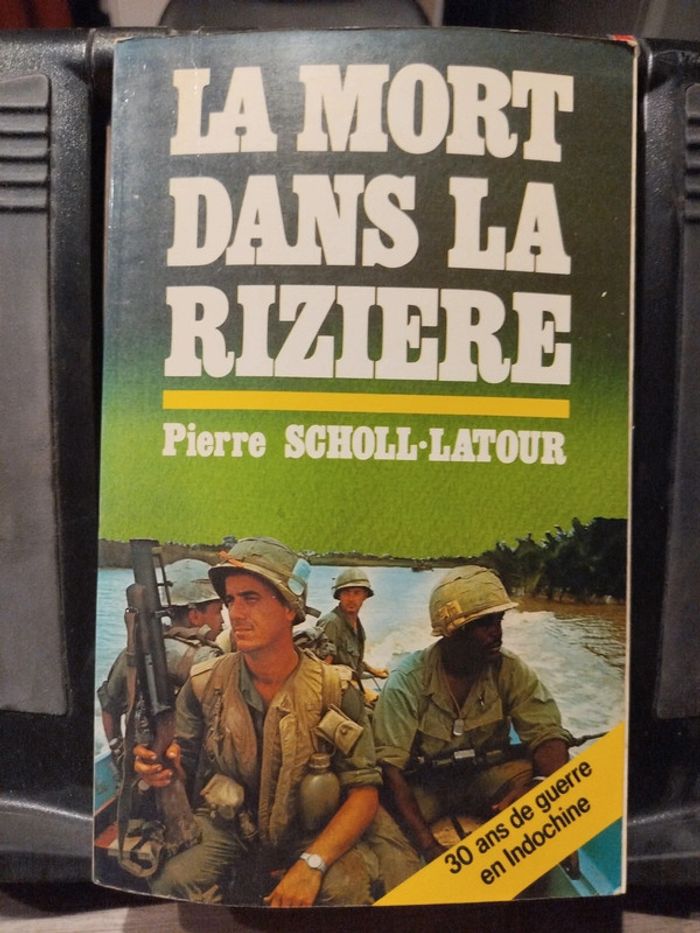 LA MORT
DANS LA
RIZIERE
Pierre SCHOLL-LATOUR
30 ans de guerre
en Indochine